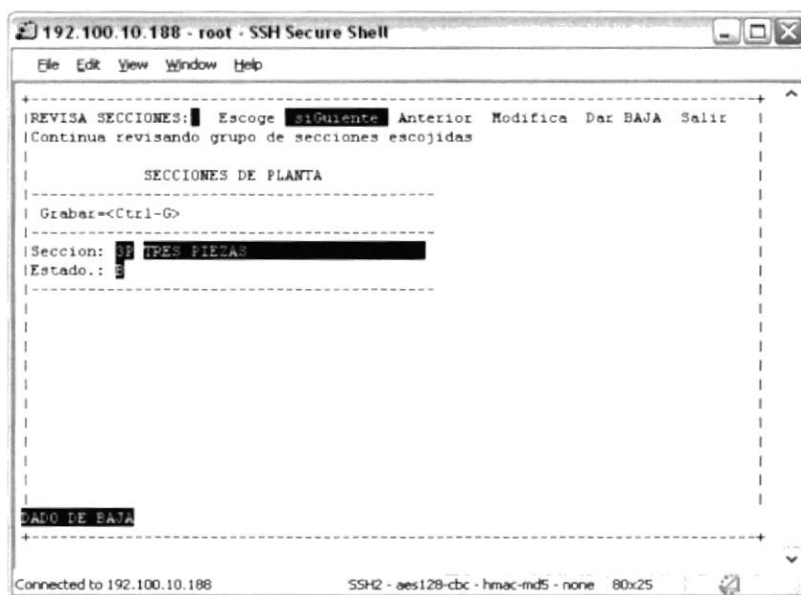 192.100.10.188 - root - SSH Secure Shell
File Edit View Window Help
REVISA SECCIONES: Escoge siGuiente Anterior Modifica Dar BAJA Salir
Continua revisando grupo de secciones escojidas
SECCIONES DE PLANTA
Grabar=<Ctrl-G>
Seccion: 3P TRES PIEZAS
Estado.: B
DADO DE BAJA
Connected to 192.100.10.188 SSH2 - aes128-cbc - hmac-md5 - none 80x25